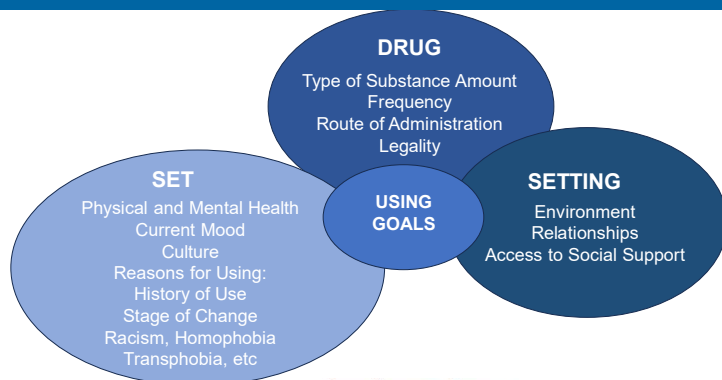 DRUG
Type of Substance Amount
Frequency
Route of Administration
Legality
SET
Physical and Mental Health
Current Mood
Culture
Reasons for Using:
History of Use
Stage of Change
Racism, Homophobia
Transphobia, etc
USING
GOALS
SETTING
Environment
Relationships
Access to Social Support